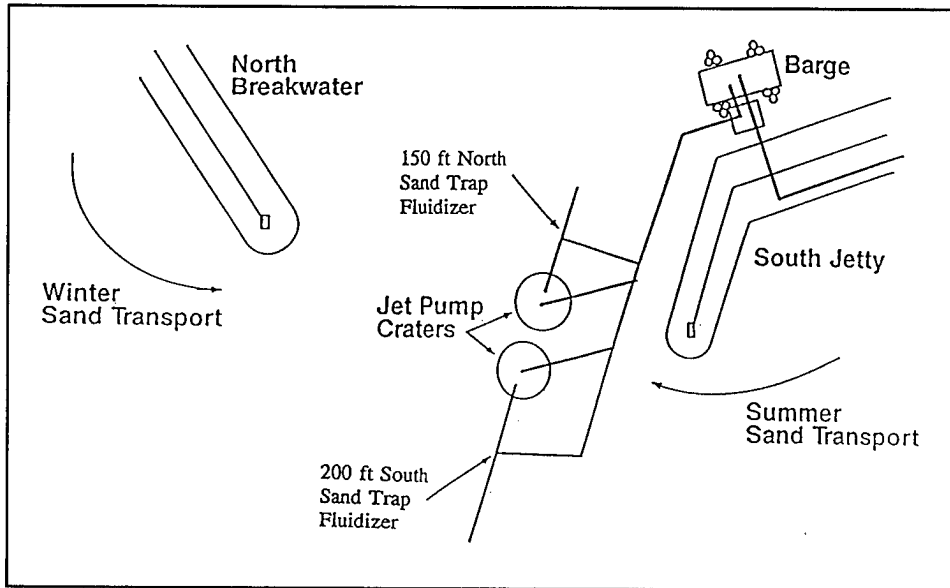 North
Breakwater
Barge
150 ft North
Sand Trap
Fluidizer
South Jetty
Winter
Sand Transport
Jet Pump
Craters
Summer
Sand Transport
200 ft South
Sand Trap
Fluidizer